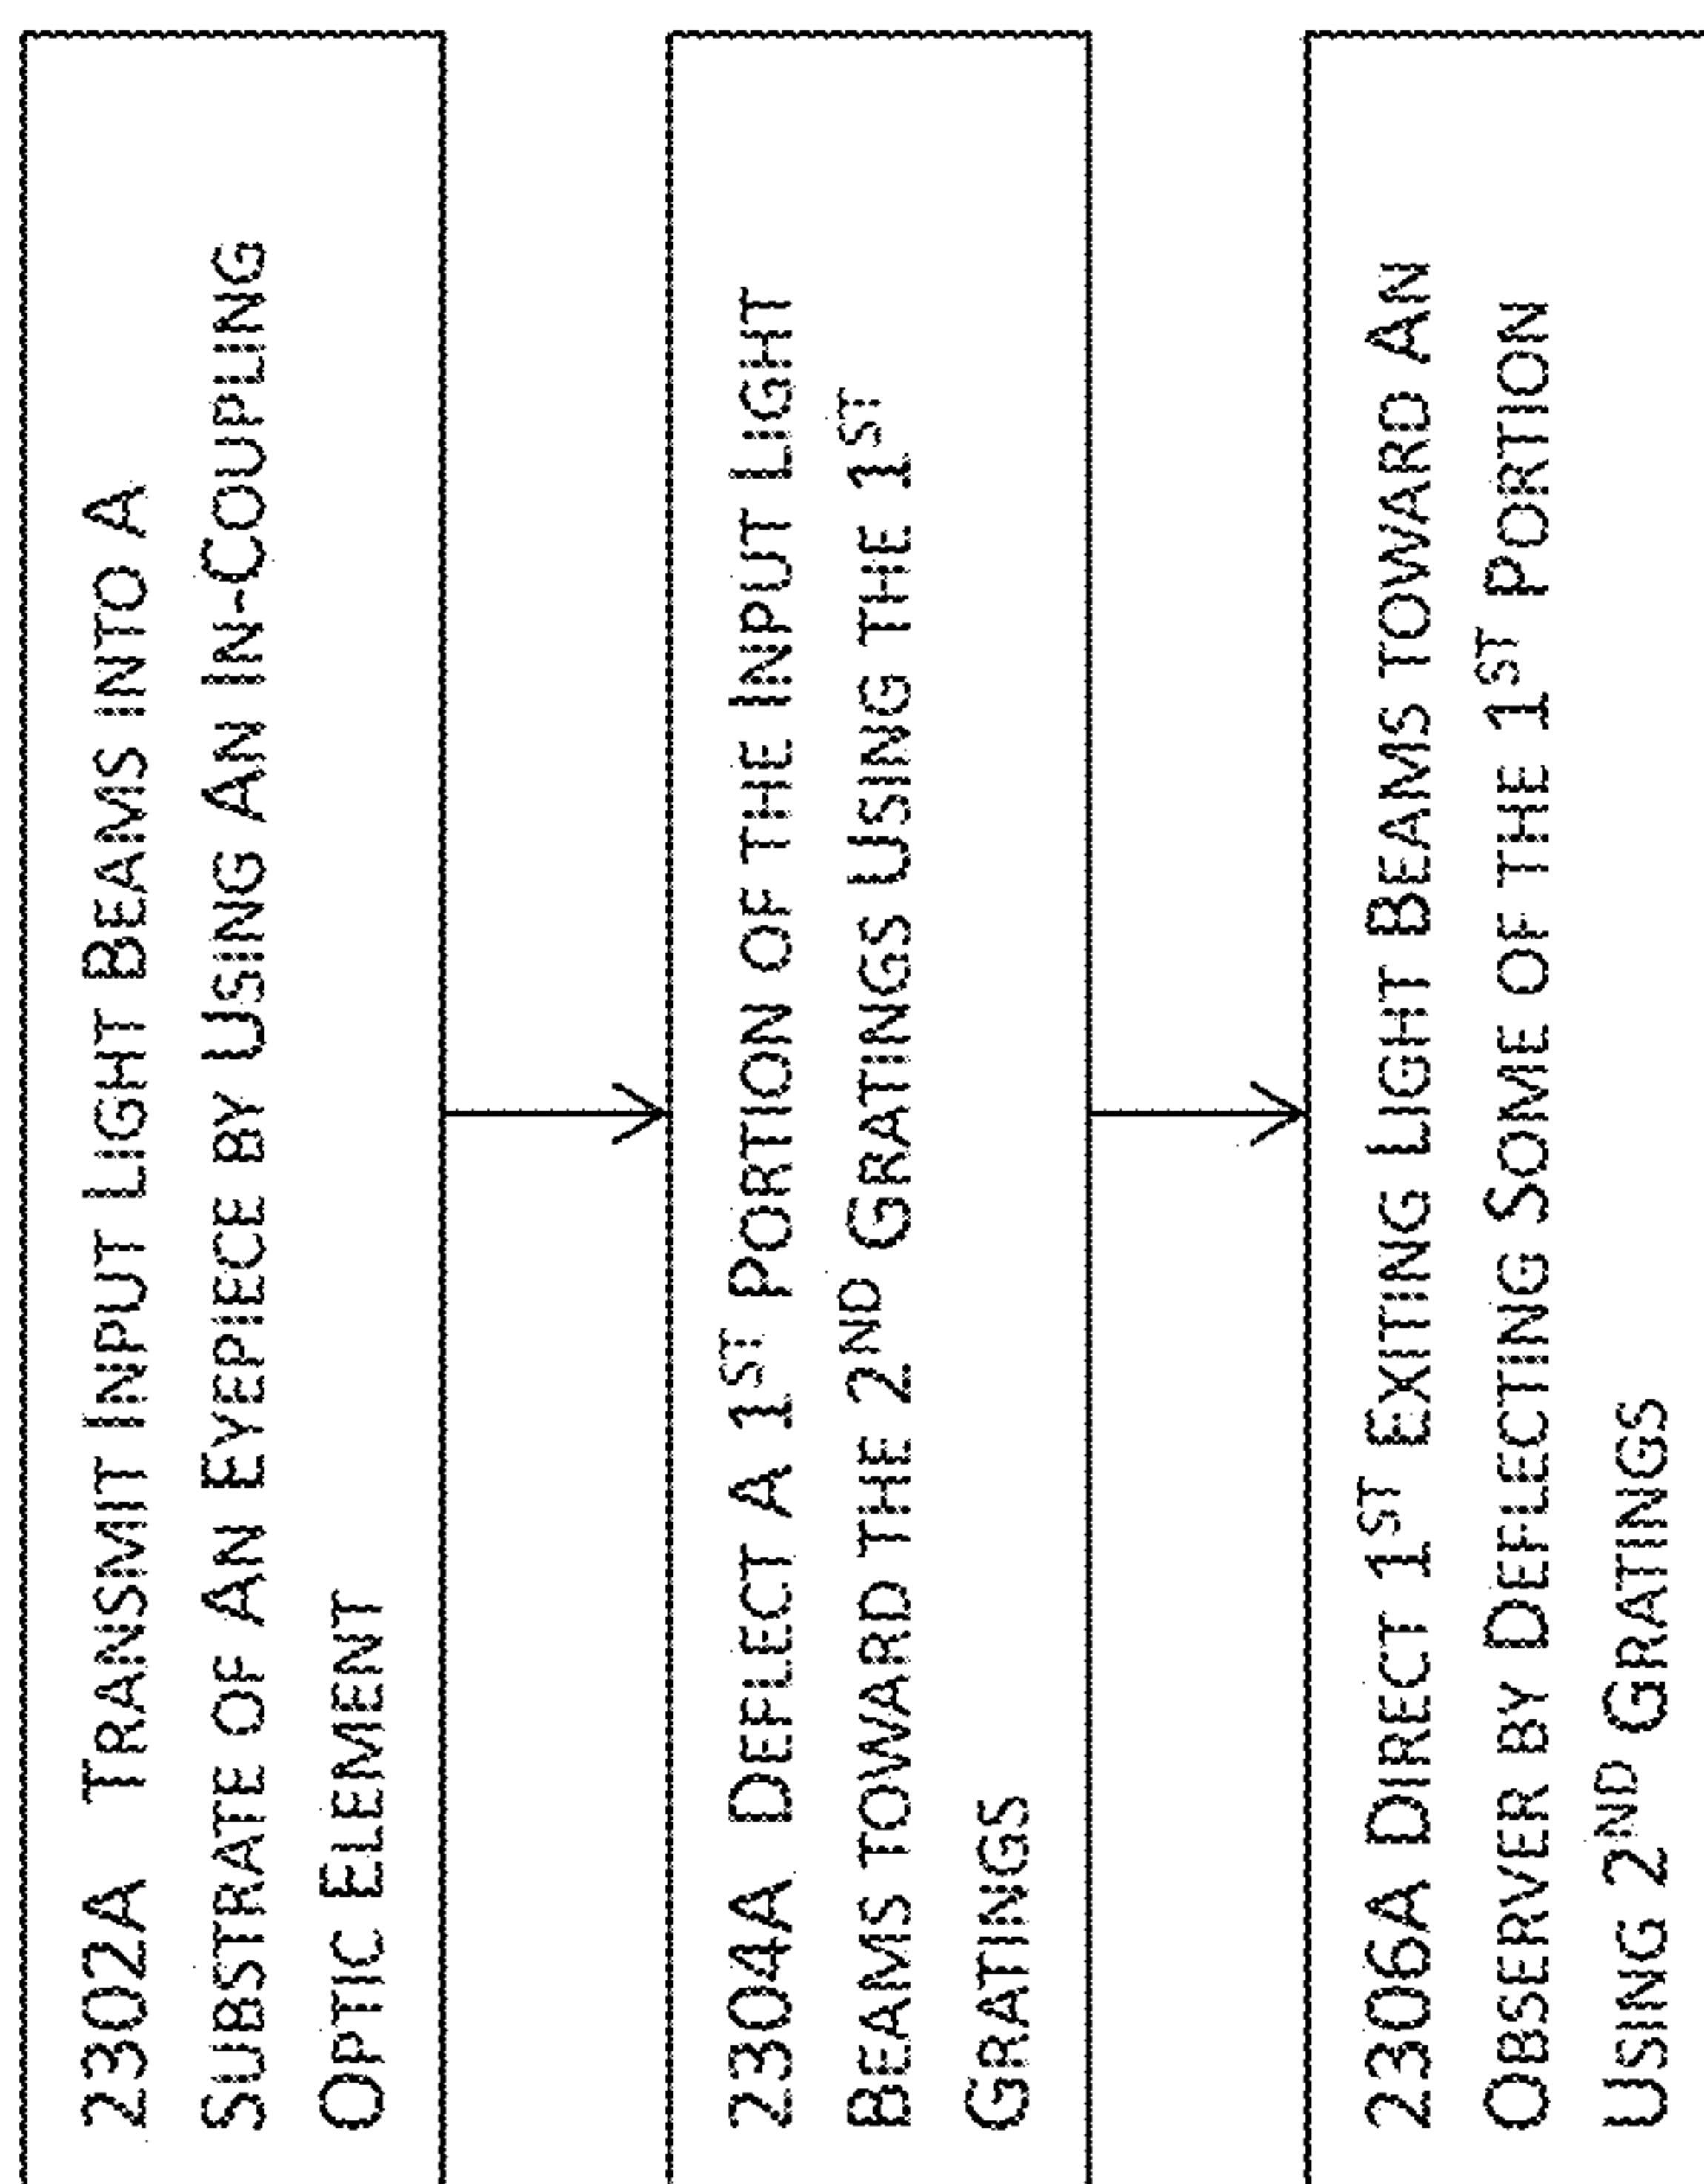 2302A TRANSMIT INPUT LIGHT BEAMS INTO A
SUBSTRATE OF AN EYEPIECE BY USING AN IN-COUPLING
OPTIC ELEMENT
2304A DEFLECT A 1ST PORTION OF THE INPUT LIGHT
BEAMS TOWARD THE 2ND GRATINGS USING THE 1ST
GRATINGS
2306A DIRECT 1ST EXITING LIGHT BEAMS TOWARD AN
OBSERVER BY DEFLECTING SOME OF THE 1ST PORTION
USING 2ND GRATINGS